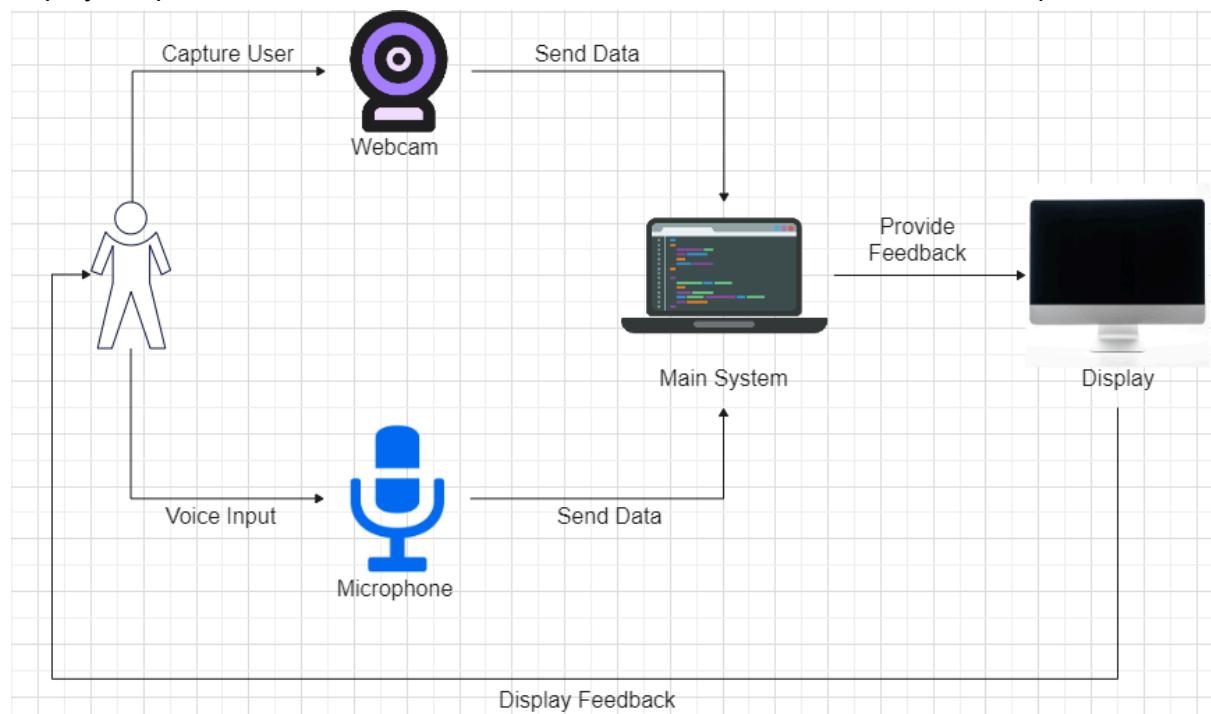 Capture User
Send Data
Webcam
Provide
Feedback
Main System
Display
Voice Input
Send Data
Microphone
Display Feedback